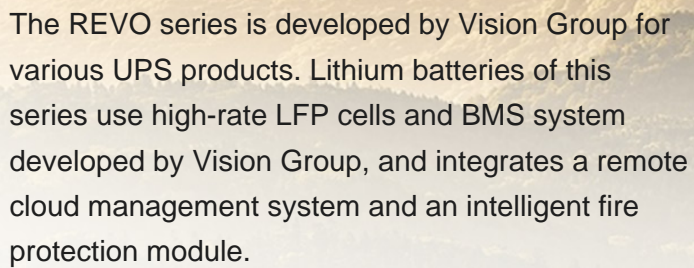 The REVO series is developed by Vision Group for
various UPS products. Lithium batteries of this
series use high-rate LFP cells and BMS system
developed by Vision Group, and integrates a remote
cloud management system and an intelligent fire
protection module.